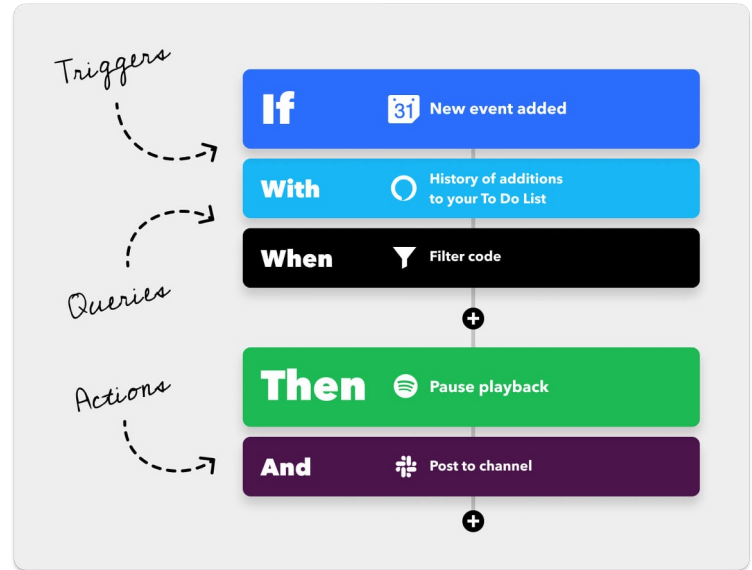 Triggers
If
31
New event added
With
History of additions
to your To Do List
When
Filter code
Queries
Then
Pause playback
Actions
And
Post to channel